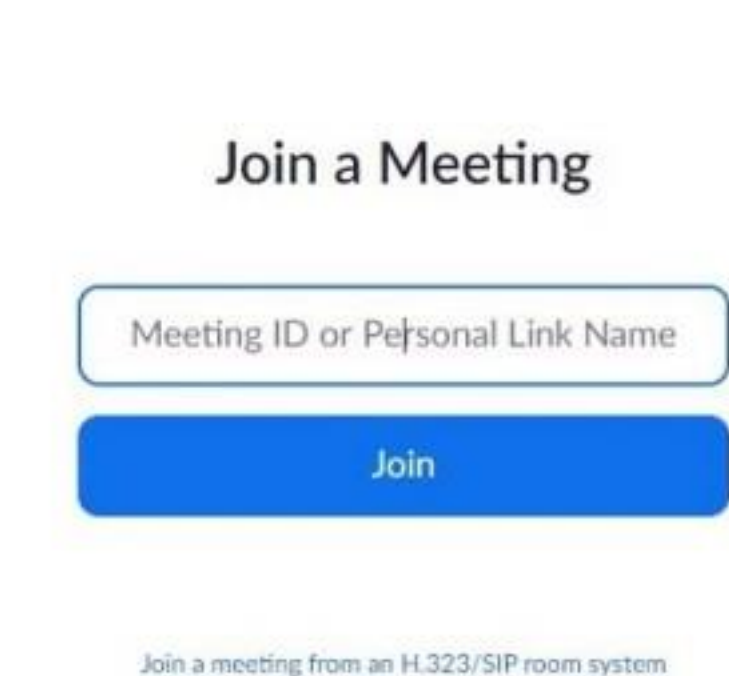 Join a Meeting
Meeting ID or Personal Link Name
Join
Join a meeting from an H.323/SIP room system